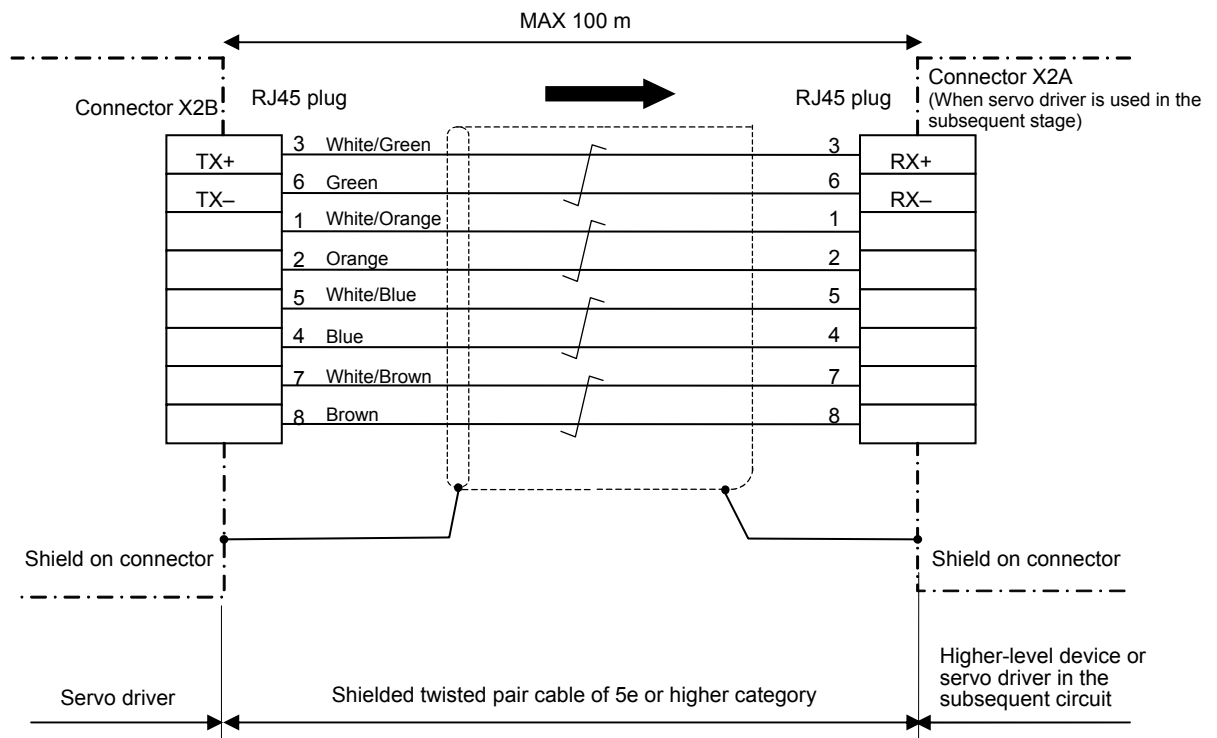 MAX 100 m
Connector X2B
RJ45 plug
RJ45 plug
Connector X2A
(When servo driver is used in the
subsequent stage)
TX+
3 White/Green
3
RX+
TX–
6 Green
6
RX–
1 White/Orange
1
2 Orange
2
5 White/Blue
5
4 Blue
4
7 White/Brown
7
8 Brown
8
Shield on connector
Shield on connector
Servo driver
Shielded twisted pair cable of 5e or higher category
Higher-level device or
servo driver in the
subsequent circuit